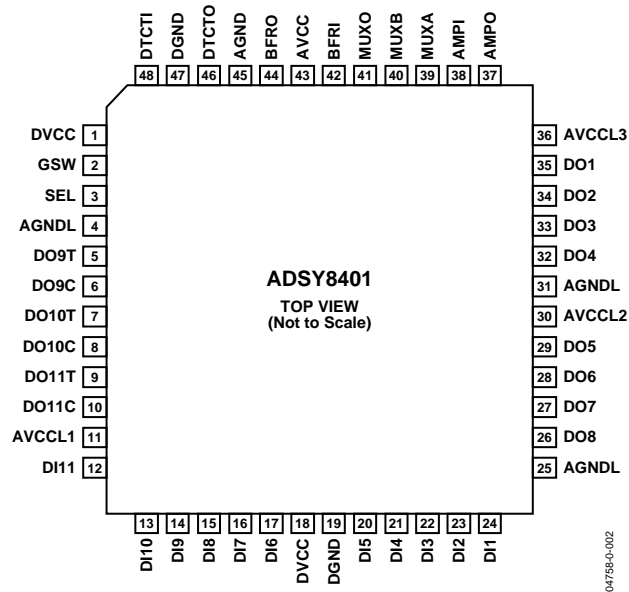 DTCTI
DGND
DTCTO
AGND
BFRO
AVCC
BFRI
MUXO
MUXB
MUXA
AMPI
AMPO
48 47 46 45 44 43 42 41 40 39 38 37
DVCC 1
GSW 2
SEL 3
AGNDL 4
DO9T 5
DO9C 6
DO10T 7
DO10C 8
DO11T 9
DO11C 10
AVCCL1 11
DI11 12
ADSY8401
TOP VIEW
(Not to Scale)
36 AVCCL3
35 DO1
34 DO2
33 DO3
32 DO4
31 AGNDL
30 AVCCL2
29 DO5
28 DO6
27 DO7
26 DO8
25 AGNDL
13 14 15 16 17 18 19 20 21 22 23 24
DI10
DI9
DI8
DI7
DI6
DVCC
DGND
DI5
DI4
DI3
DI2
DI1
04758-0-002